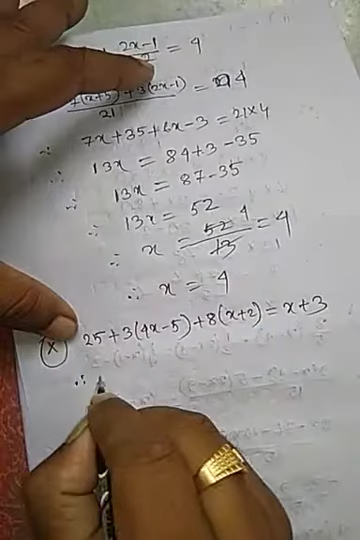 2x-1 = 4
7(x+5)+3(2x-1) / 21 = 4
∵ 7x+35+6x-3 = 21×4
∴ 13x = 84+3-35
∵ 13x = 87-35
∴ 13x = 52
∴ x = 52 4 / 13 = 4
∴ x = 4
(x) 25+3(4x-5)+8(x+2) = x+3
∴